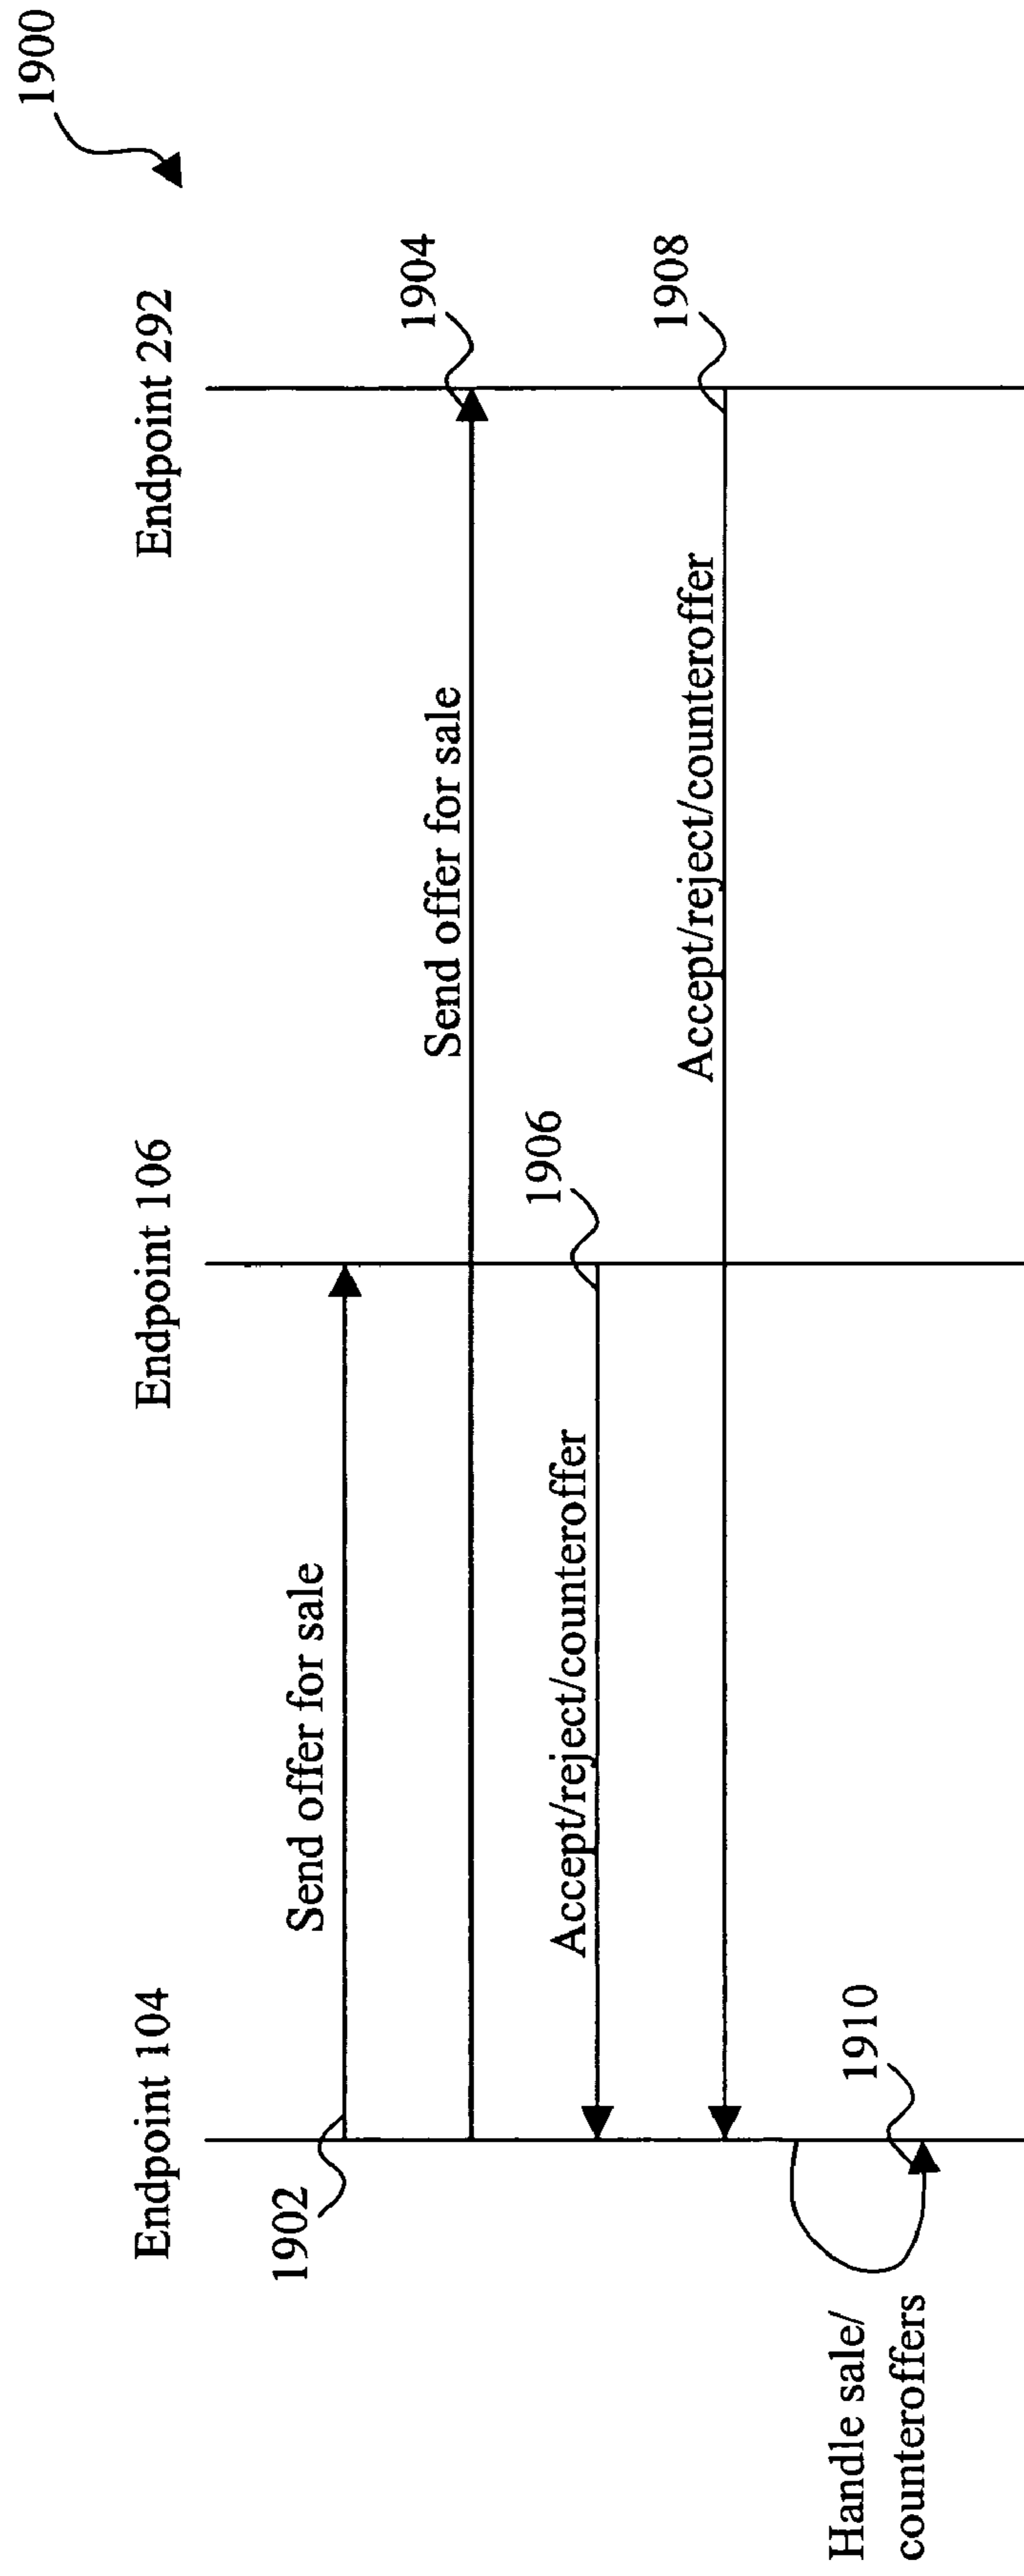 1900
Endpoint 104
Endpoint 106
Endpoint 292
1902
Send offer for sale
Send offer for sale
1904
Accept/reject/counteroffer
1906
Accept/reject/counteroffer
1908
Handle sale/
counteroffers
1910